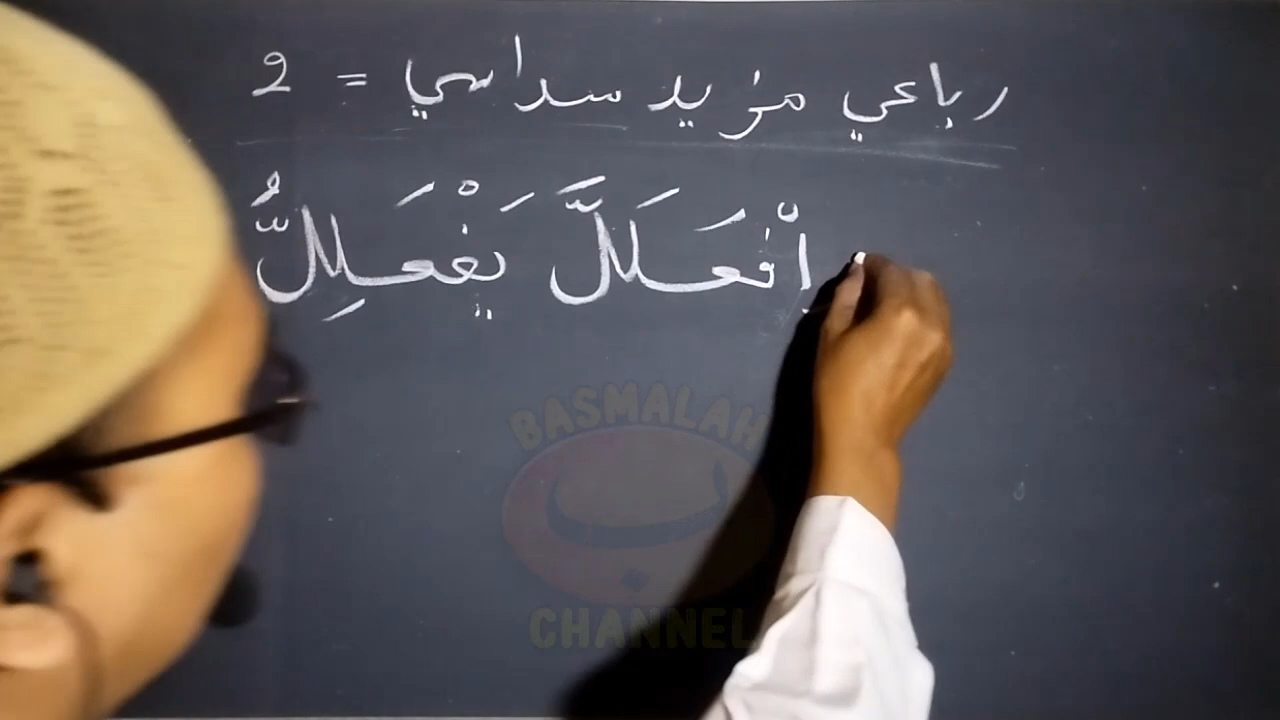 رباعي مزيد سداسي = 2
اِفْعَلَلَّ يَفْعَلِلُّ
BASMALAH
ب
CHANNEL